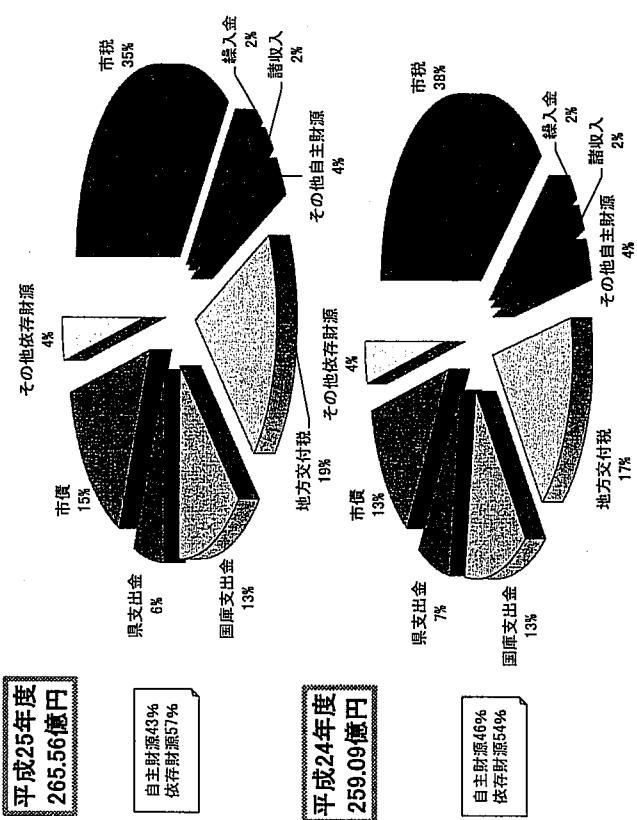 平成25年度
265.56億円
自主財源43%
依存財源57%
市税
35%
繰入金
2%
諸収入
2%
その他自主財源
4%
地方交付税
19%
国庫支出金
13%
県支出金
6%
市債
15%
その他依存財源
4%
平成24年度
259.09億円
自主財源46%
依存財源54%
市税
38%
繰入金
2%
諸収入
2%
その他自主財源
4%
地方交付税
17%
国庫支出金
13%
県支出金
7%
市債
13%
その他依存財源
4%